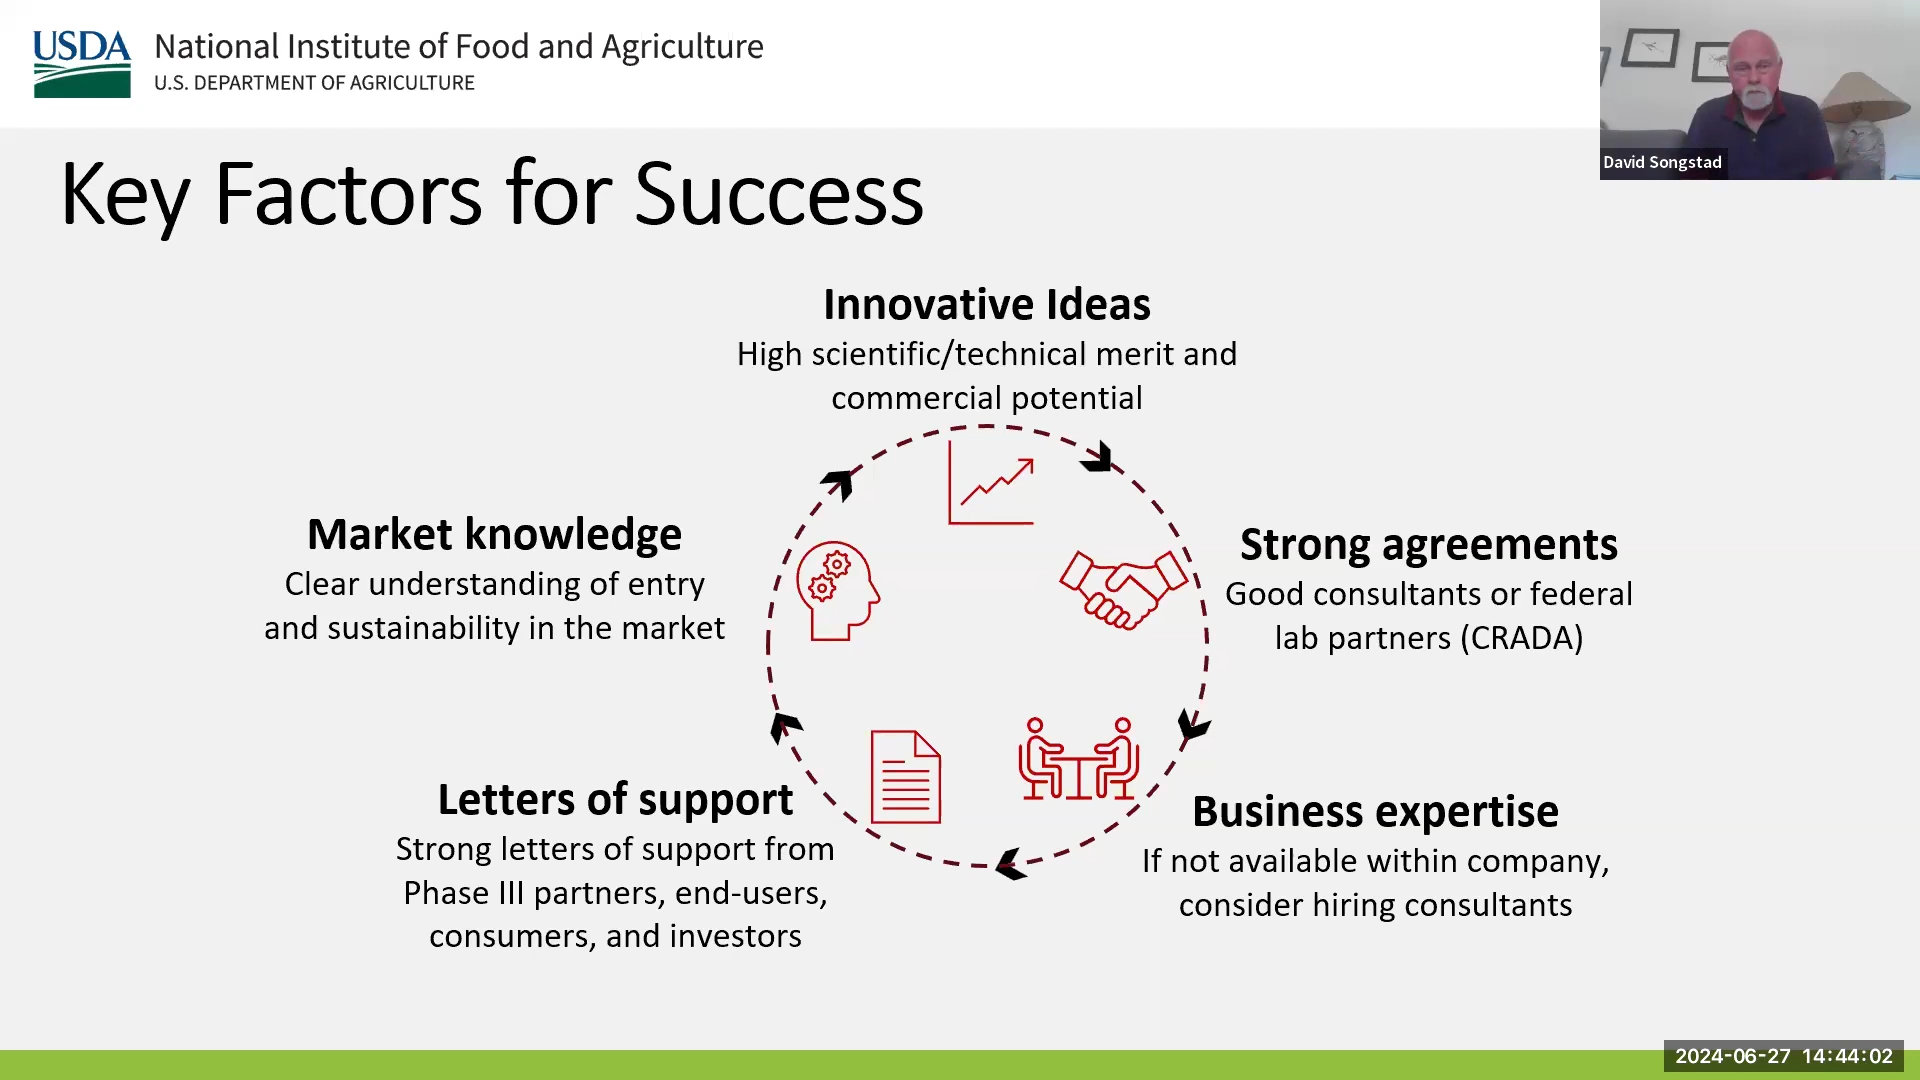 USDA
National Institute of Food and Agriculture
U.S. DEPARTMENT OF AGRICULTURE
David Songstad
Key Factors for Success
Innovative Ideas
High scientific/technical merit and
commercial potential
Market knowledge
Clear understanding of entry
and sustainability in the market
Strong agreements
Good consultants or federal
lab partners (CRADA)
Letters of support
Strong letters of support from
Phase III partners, end-users,
consumers, and investors
Business expertise
If not available within company,
consider hiring consultants
2024-06-27 14:44:02